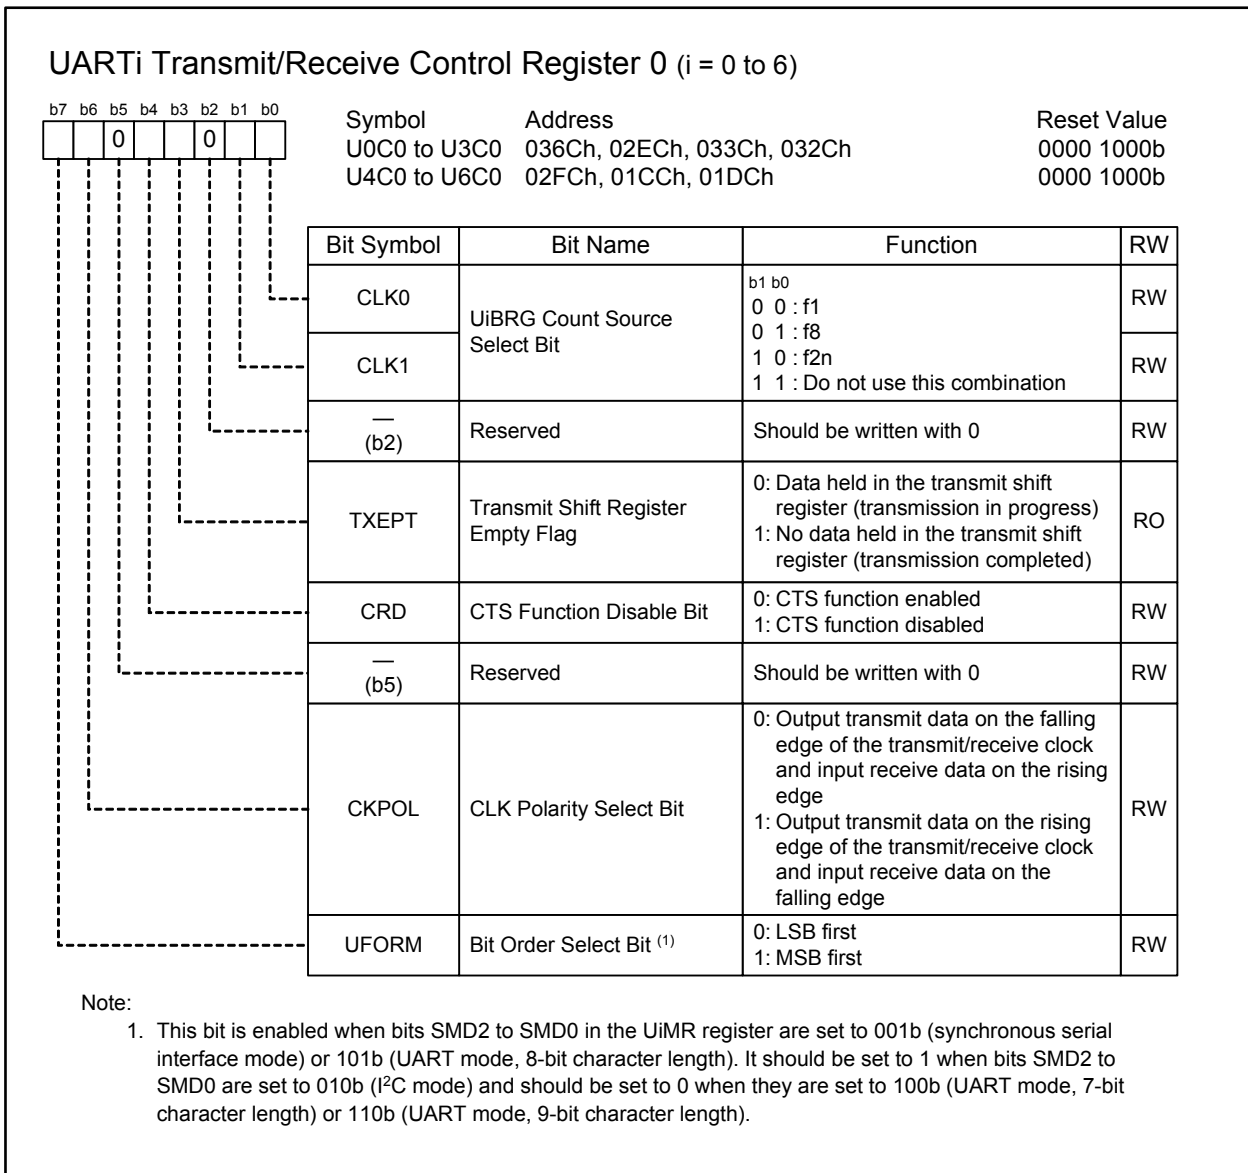 UARTi Transmit/Receive Control Register 0 (i = 0 to 6)
b7 b6 b5 b4 b3 b2 b1 b0
0 0
Symbol Address Reset Value
U0C0 to U3C0 036Ch, 02ECh, 033Ch, 032Ch 0000 1000b
U4C0 to U6C0 02FCh, 01CCh, 01DCh 0000 1000b
Bit Symbol Bit Name Function RW
CLK0
CLK1
UiBRG Count Source
Select Bit
b1 b0
0 0 : f1
0 1 : f8
1 0 : f2n
1 1 : Do not use this combination
RW
RW
—
(b2)
Reserved
Should be written with 0
RW
TXEPT
Transmit Shift Register
Empty Flag
0: Data held in the transmit shift
register (transmission in progress)
1: No data held in the transmit shift
register (transmission completed)
RO
CRD
CTS Function Disable Bit
0: CTS function enabled
1: CTS function disabled
RW
—
(b5)
Reserved
Should be written with 0
RW
CKPOL
CLK Polarity Select Bit
0: Output transmit data on the falling
edge of the transmit/receive clock
and input receive data on the rising
edge
1: Output transmit data on the rising
edge of the transmit/receive clock
and input receive data on the
falling edge
RW
UFORM
Bit Order Select Bit (1)
0: LSB first
1: MSB first
RW
Note:
1. This bit is enabled when bits SMD2 to SMD0 in the UiMR register are set to 001b (synchronous serial
interface mode) or 101b (UART mode, 8-bit character length). It should be set to 1 when bits SMD2 to
SMD0 are set to 010b (I²C mode) and should be set to 0 when they are set to 100b (UART mode, 7-bit
character length) or 110b (UART mode, 9-bit character length).